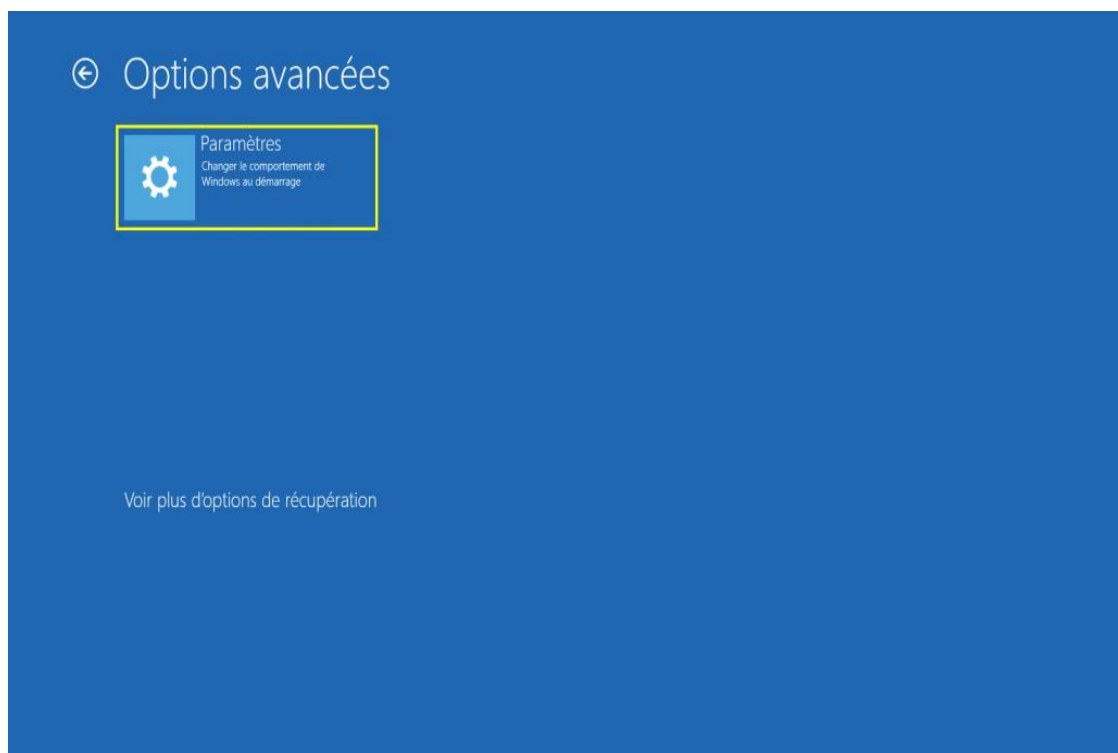 Options avancées
Paramètres
Changer le comportement de
Windows au démarrage
Voir plus d'options de récupération